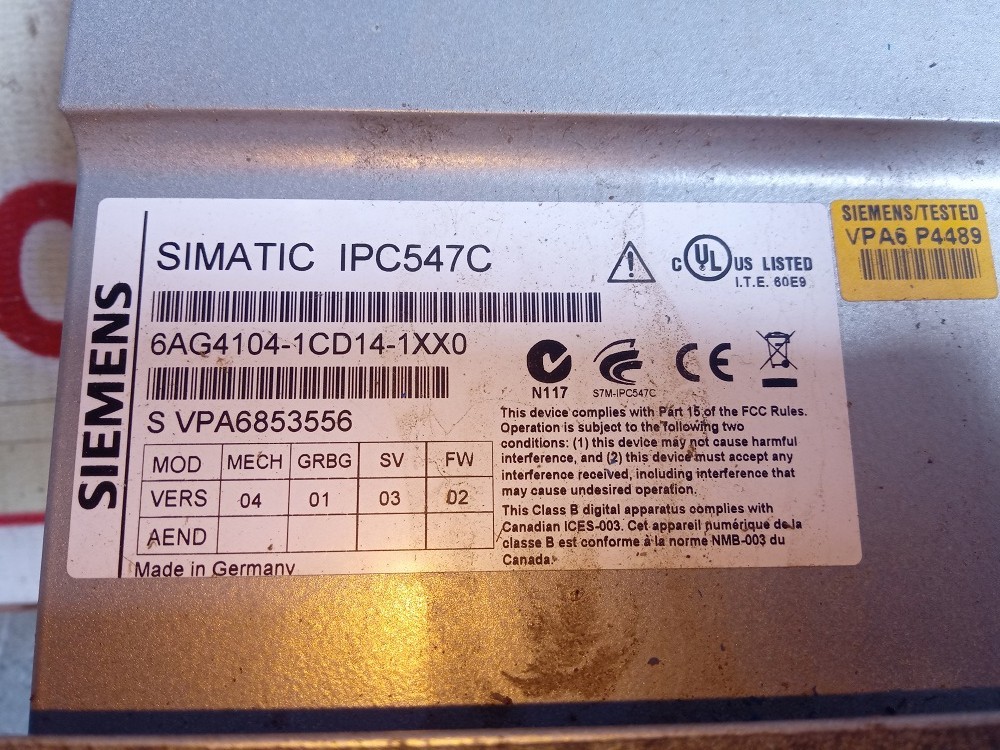 SIEMENS
SIMATIC IPC547C
6AG4104-1CD14-1XX0
S VPA6853556
MOD MECH GRBG SV FW
VERS 04 01 03 02
AEND
Made in Germany
C UL US LISTED
I.T.E. 60E9
N117
S7M-IPC547C
CE
This device complies with Part 15 of the FCC Rules.
Operation is subject to the following two
conditions: (1) this device may not cause harmful
interference, and (2) this device must accept any
interference received, including interference that
may cause undesired operation.
This Class B digital apparatus complies with
Canadian ICES-003. Cet appareil numérique de la
classe B est conforme à la norme NMB-003 du
Canada.
SIEMENS/TESTED
VPA6 P4489